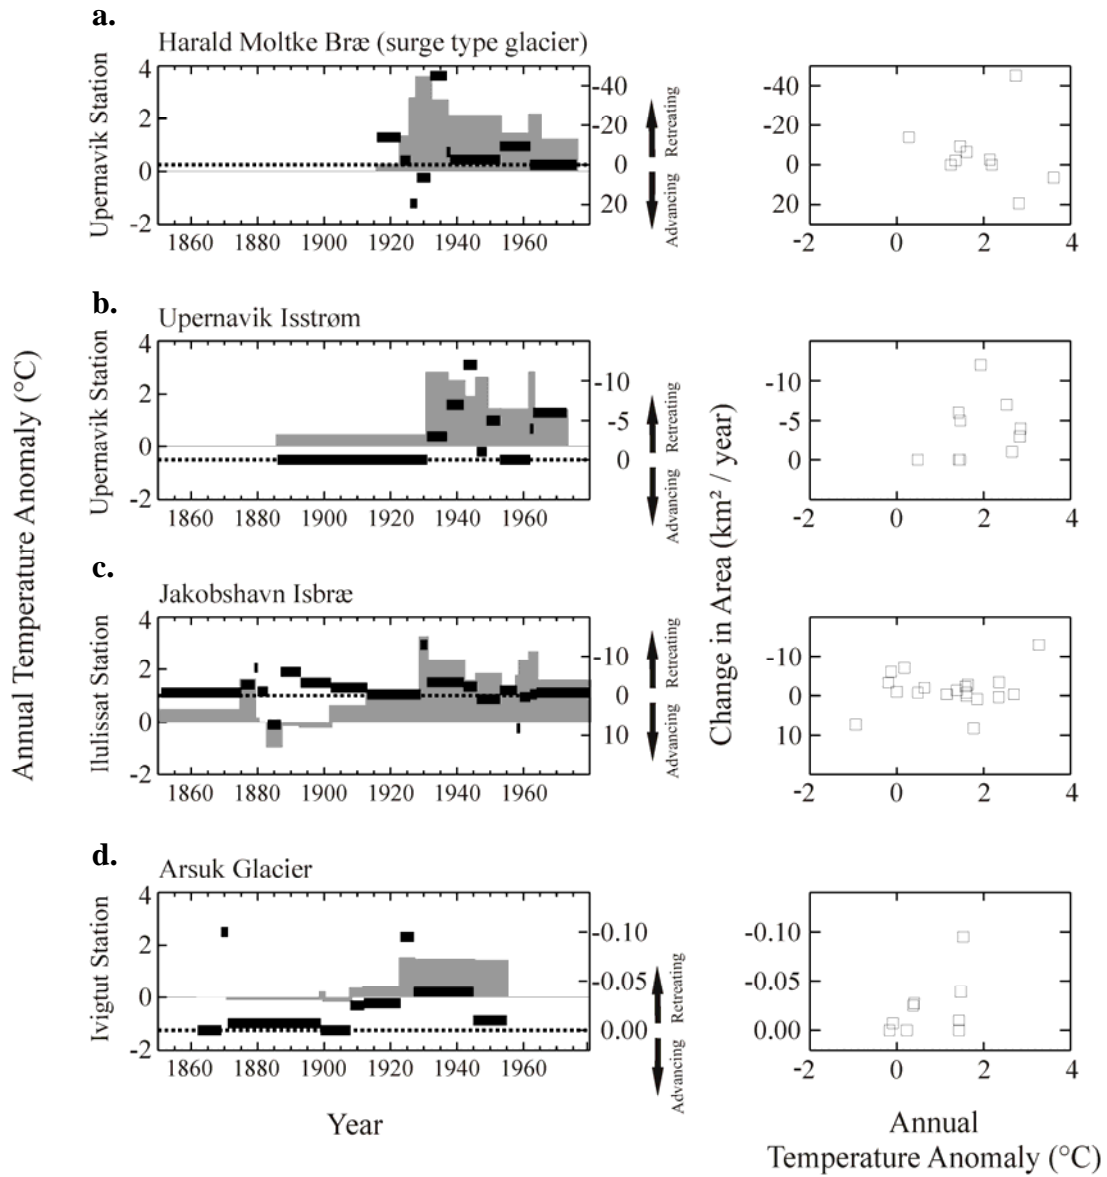 a.
Harald Moltke Bræ (surge type glacier)
Upernavik Station
4
2
0
-2
-40
-20
0
20
Retreating
Advancing
1860 1880 1900 1920 1940 1960
-40
-20
0
20
-2 0 2 4
b.
Upernavik Isstrøm
Upernavik Station
4
2
0
-2
-10
-5
0
Retreating
Advancing
1860 1880 1900 1920 1940 1960
-10
-5
0
-2 0 2 4
Annual Temperature Anomaly (°C)
Change in Area (km² / year)
c.
Jakobshavn Isbræ
Ilulissat Station
4
2
0
-2
-10
0
10
Retreating
Advancing
1860 1880 1900 1920 1940 1960
-10
0
10
-2 0 2 4
d.
Arsuk Glacier
Ivigtut Station
4
2
0
-2
-0.10
-0.05
0.00
Retreating
Advancing
1860 1880 1900 1920 1940 1960
-0.10
-0.05
0.00
-2 0 2 4
Year
Annual
Temperature Anomaly (°C)